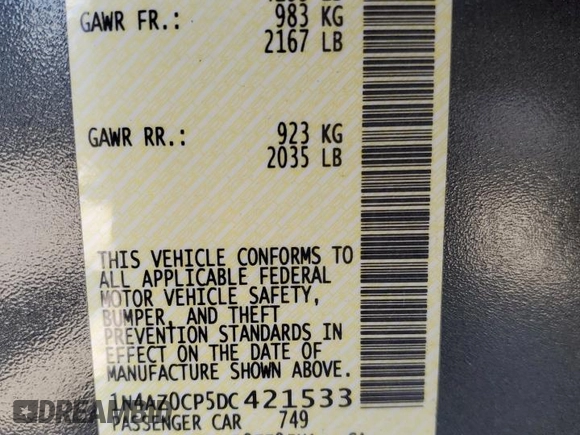 GAWR FR.: 983 KG
2167 LB
GAWR RR.: 923 KG
2035 LB
THIS VEHICLE CONFORMS TO
ALL APPLICABLE FEDERAL
MOTOR VEHICLE SAFETY,
BUMPER, AND THEFT
PREVENTION STANDARDS IN
EFFECT ON THE DATE OF
MANUFACTURE SHOWN ABOVE.
1N4AZ0CP5DC421533
PASSENGER CAR 749
DREAM